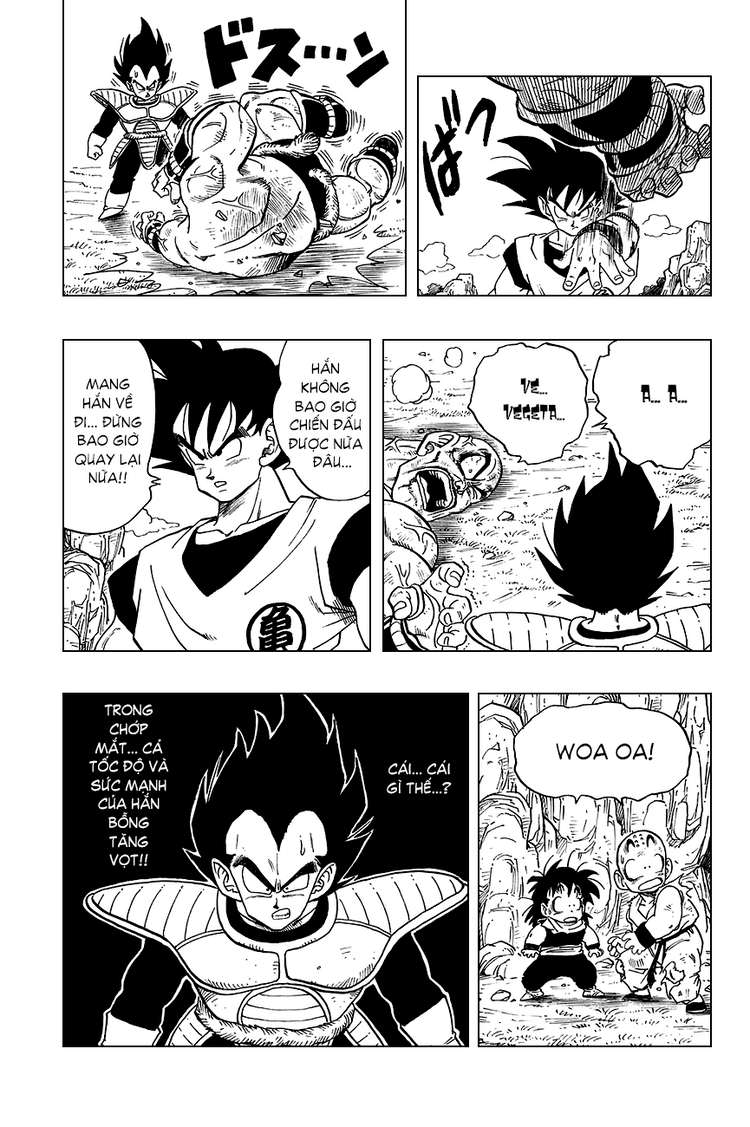 ばっ
ドス…ン
A... A...
VE...
VEGETA...
HẮN
KHÔNG
BAO GIỜ
CHIẾN ĐẤU
ĐƯỢC NỮA
ĐÂU...
MANG
HẮN VỀ
ĐI... ĐỪNG
BAO GIỜ
QUAY LẠI
NỮA!!
亀
WOA OA!
CÁI... CÁI
GÌ THẾ...?
TRONG
CHỚP
MẮT... CẢ
TỐC ĐỘ VÀ
SỨC MẠNH
CỦA HẮN
BỖNG
TĂNG
VỌT!!